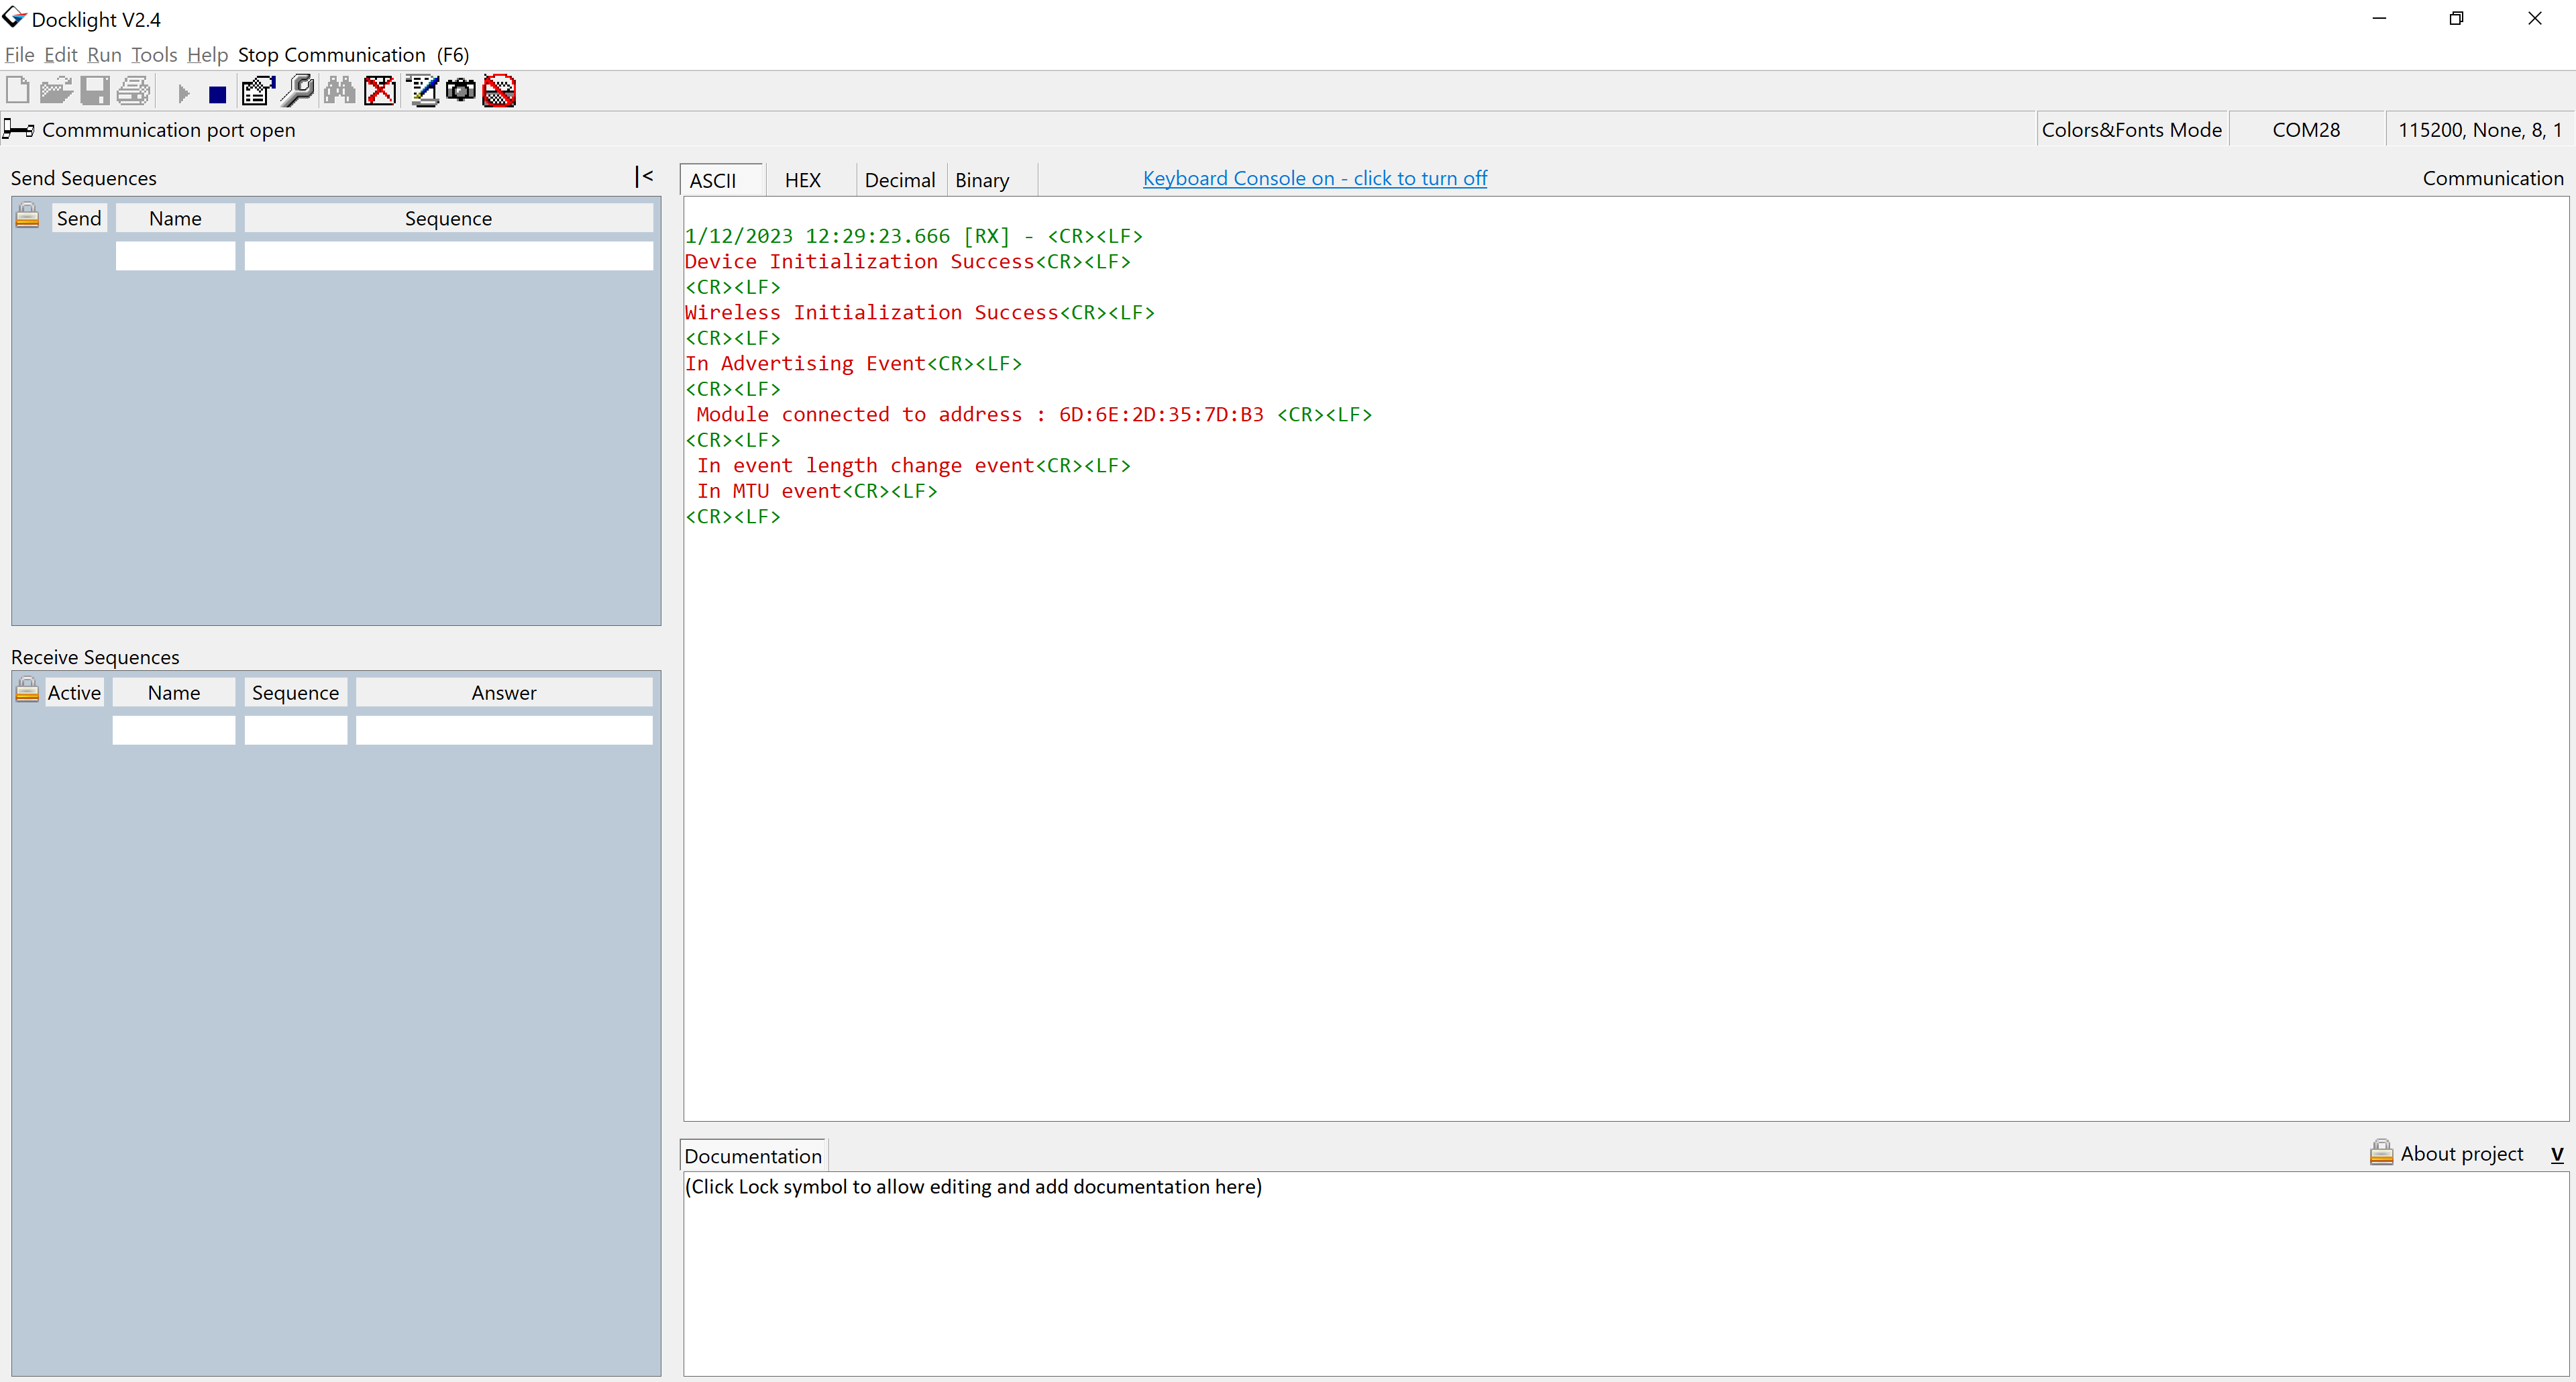 Docklight V2.4
File Edit Run Tools Help Stop Communication (F6)
Commmunication port open
Colors&Fonts Mode
COM28
115200, None, 8, 1
Send Sequences
|<
Send Name Sequence
Receive Sequences
Active Name Sequence Answer
ASCII HEX Decimal Binary
Keyboard Console on - click to turn off
Communication
1/12/2023 12:29:23.666 [RX] - <CR><LF>
Device Initialization Success<CR><LF>
<CR><LF>
Wireless Initialization Success<CR><LF>
<CR><LF>
In Advertising Event<CR><LF>
<CR><LF>
Module connected to address : 6D:6E:2D:35:7D:B3 <CR><LF>
<CR><LF>
In event length change event<CR><LF>
In MTU event<CR><LF>
<CR><LF>
Documentation
About project V
(Click Lock symbol to allow editing and add documentation here)